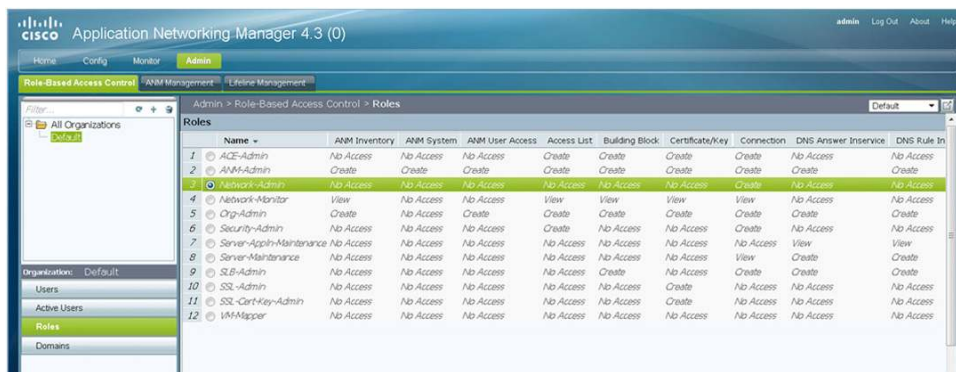 CISCO Application Networking Manager 4.3 (0)
admin Log Out About Help
Home Config Monitor Admin
Role-Based Access Control ANM Management Lifeline Management
Filter...
All Organizations
Default
Admin > Role-Based Access Control > Roles
Default
Roles
Name ANM Inventory ANM System ANM User Access Access List Building Block Certificate/Key Connection DNS Answer Inservice DNS Rule In
1 ACE-Admin No Access No Access No Access Create Create Create Create No Access No Access
2 ANM-Admin Create Create Create Create Create Create Create Create Create
3 Network-Admin No Access No Access No Access No Access No Access No Access Create No Access No Access
4 Network-Monitor View No Access No Access View View View View No Access No Access
5 Org-Admin Create No Access Create Create Create Create Create Create Create
6 Security-Admin No Access No Access No Access Create No Access No Access Create No Access No Access
7 Server-Appln-Maintenance No Access No Access No Access No Access No Access No Access No Access View View
8 Server-Maintenance No Access No Access No Access No Access No Access No Access View Create Create
9 SLB-Admin No Access No Access No Access No Access Create No Access Create Create Create
10 SSL-Admin No Access No Access No Access No Access No Access Create Create No Access No Access
11 SSL-Cert-Key-Admin No Access No Access No Access No Access No Access Create No Access No Access No Access
12 VM-Mapper No Access No Access No Access No Access No Access No Access No Access No Access No Access
Organization: Default
Users
Active Users
Roles
Domains